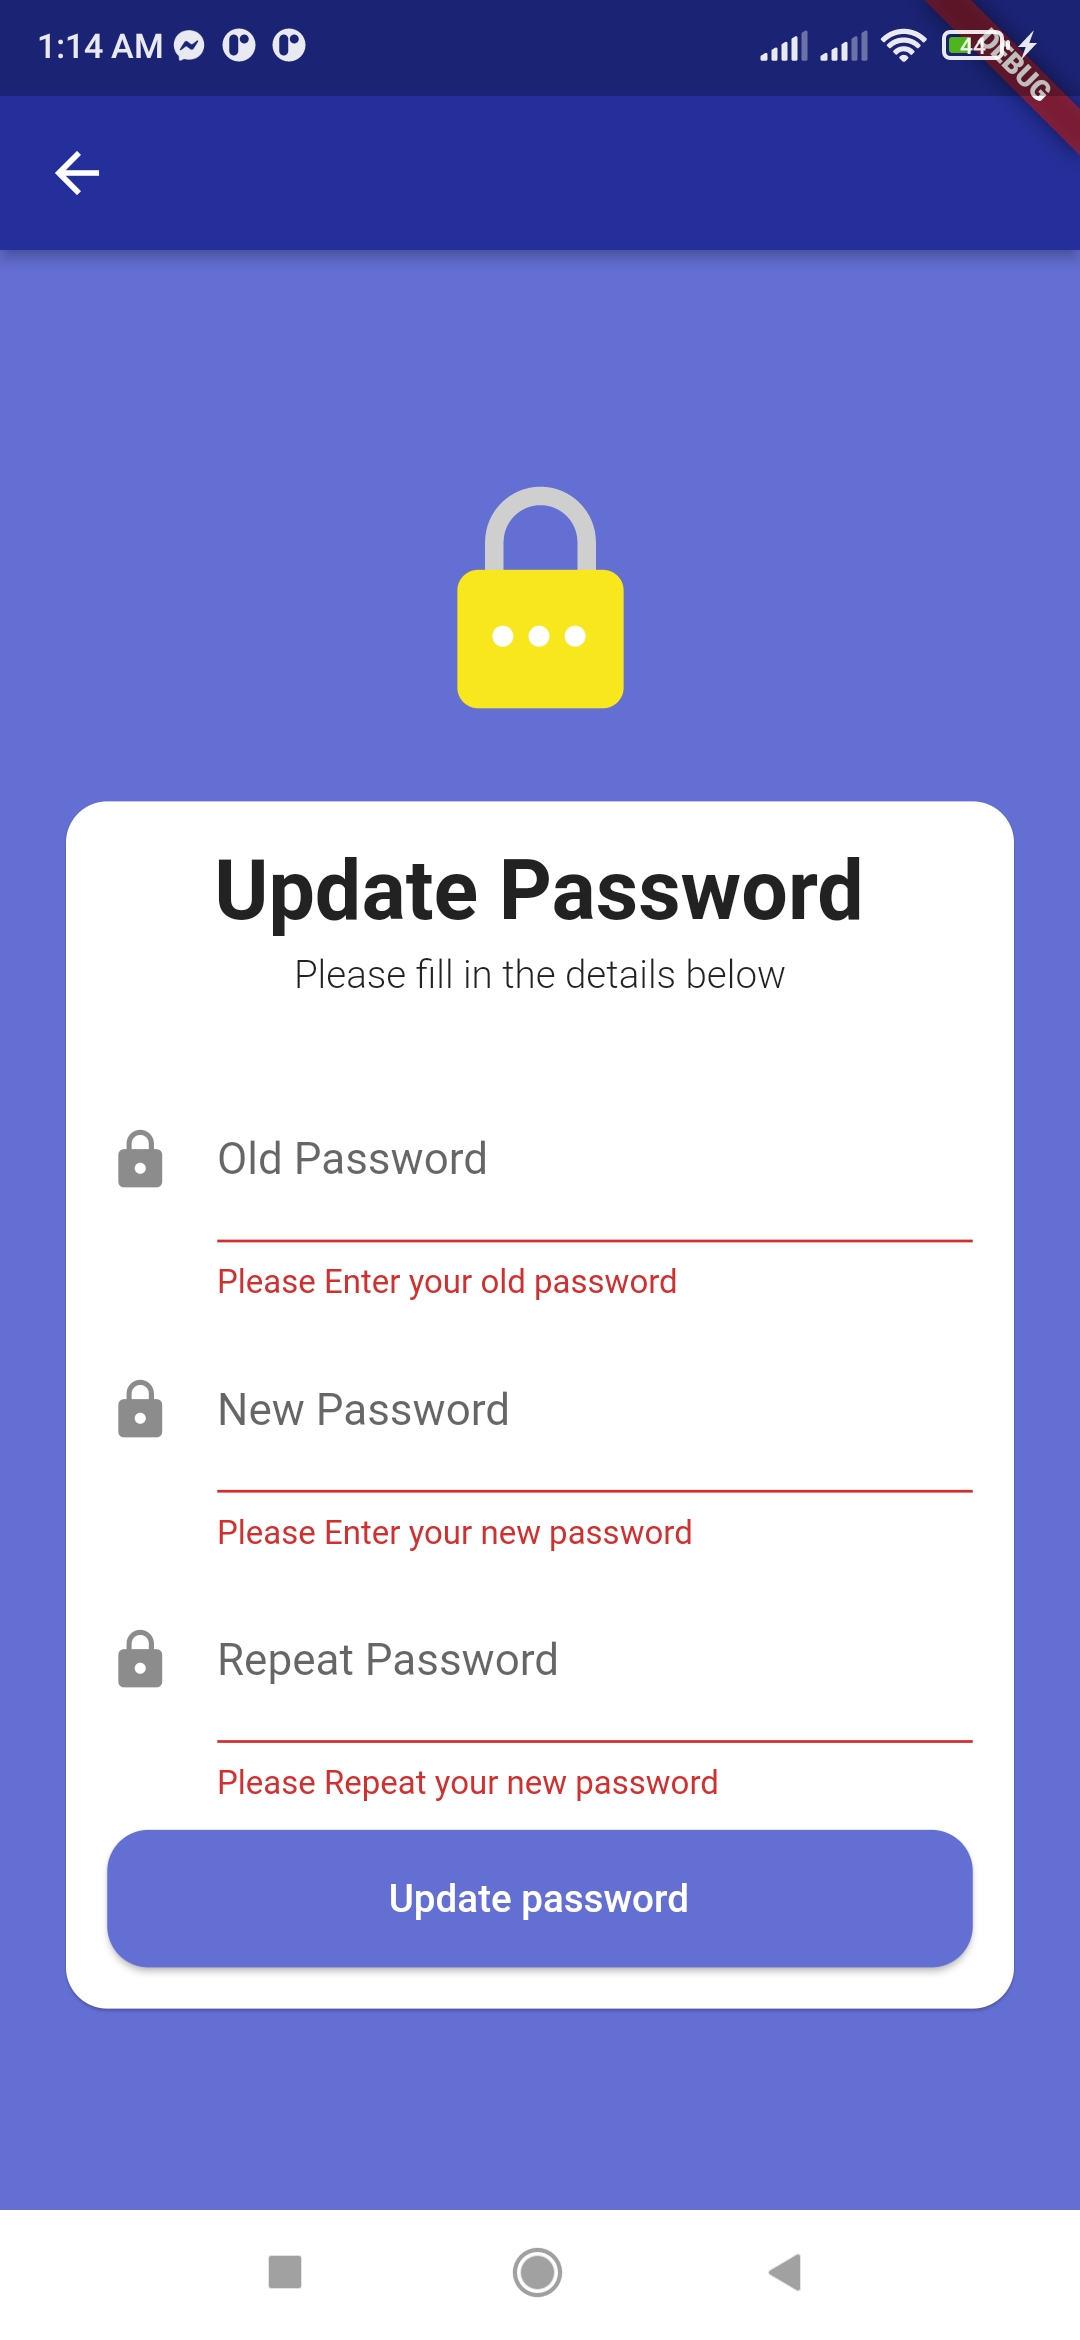 1:14 AM
44
DEBUG
Update Password
Please fill in the details below
Old Password
Please Enter your old password
New Password
Please Enter your new password
Repeat Password
Please Repeat your new password
Update password